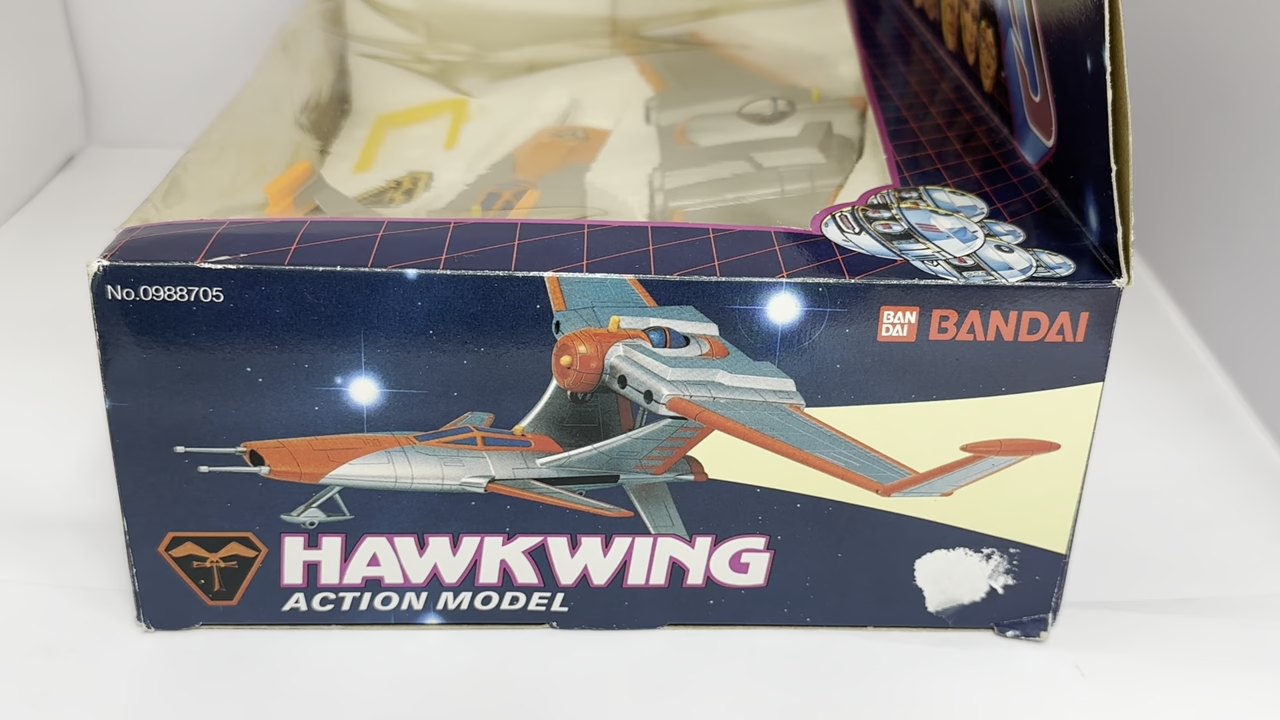 No.0988705
BAN
DAI
BANDAI
HAWKWING
ACTION MODEL